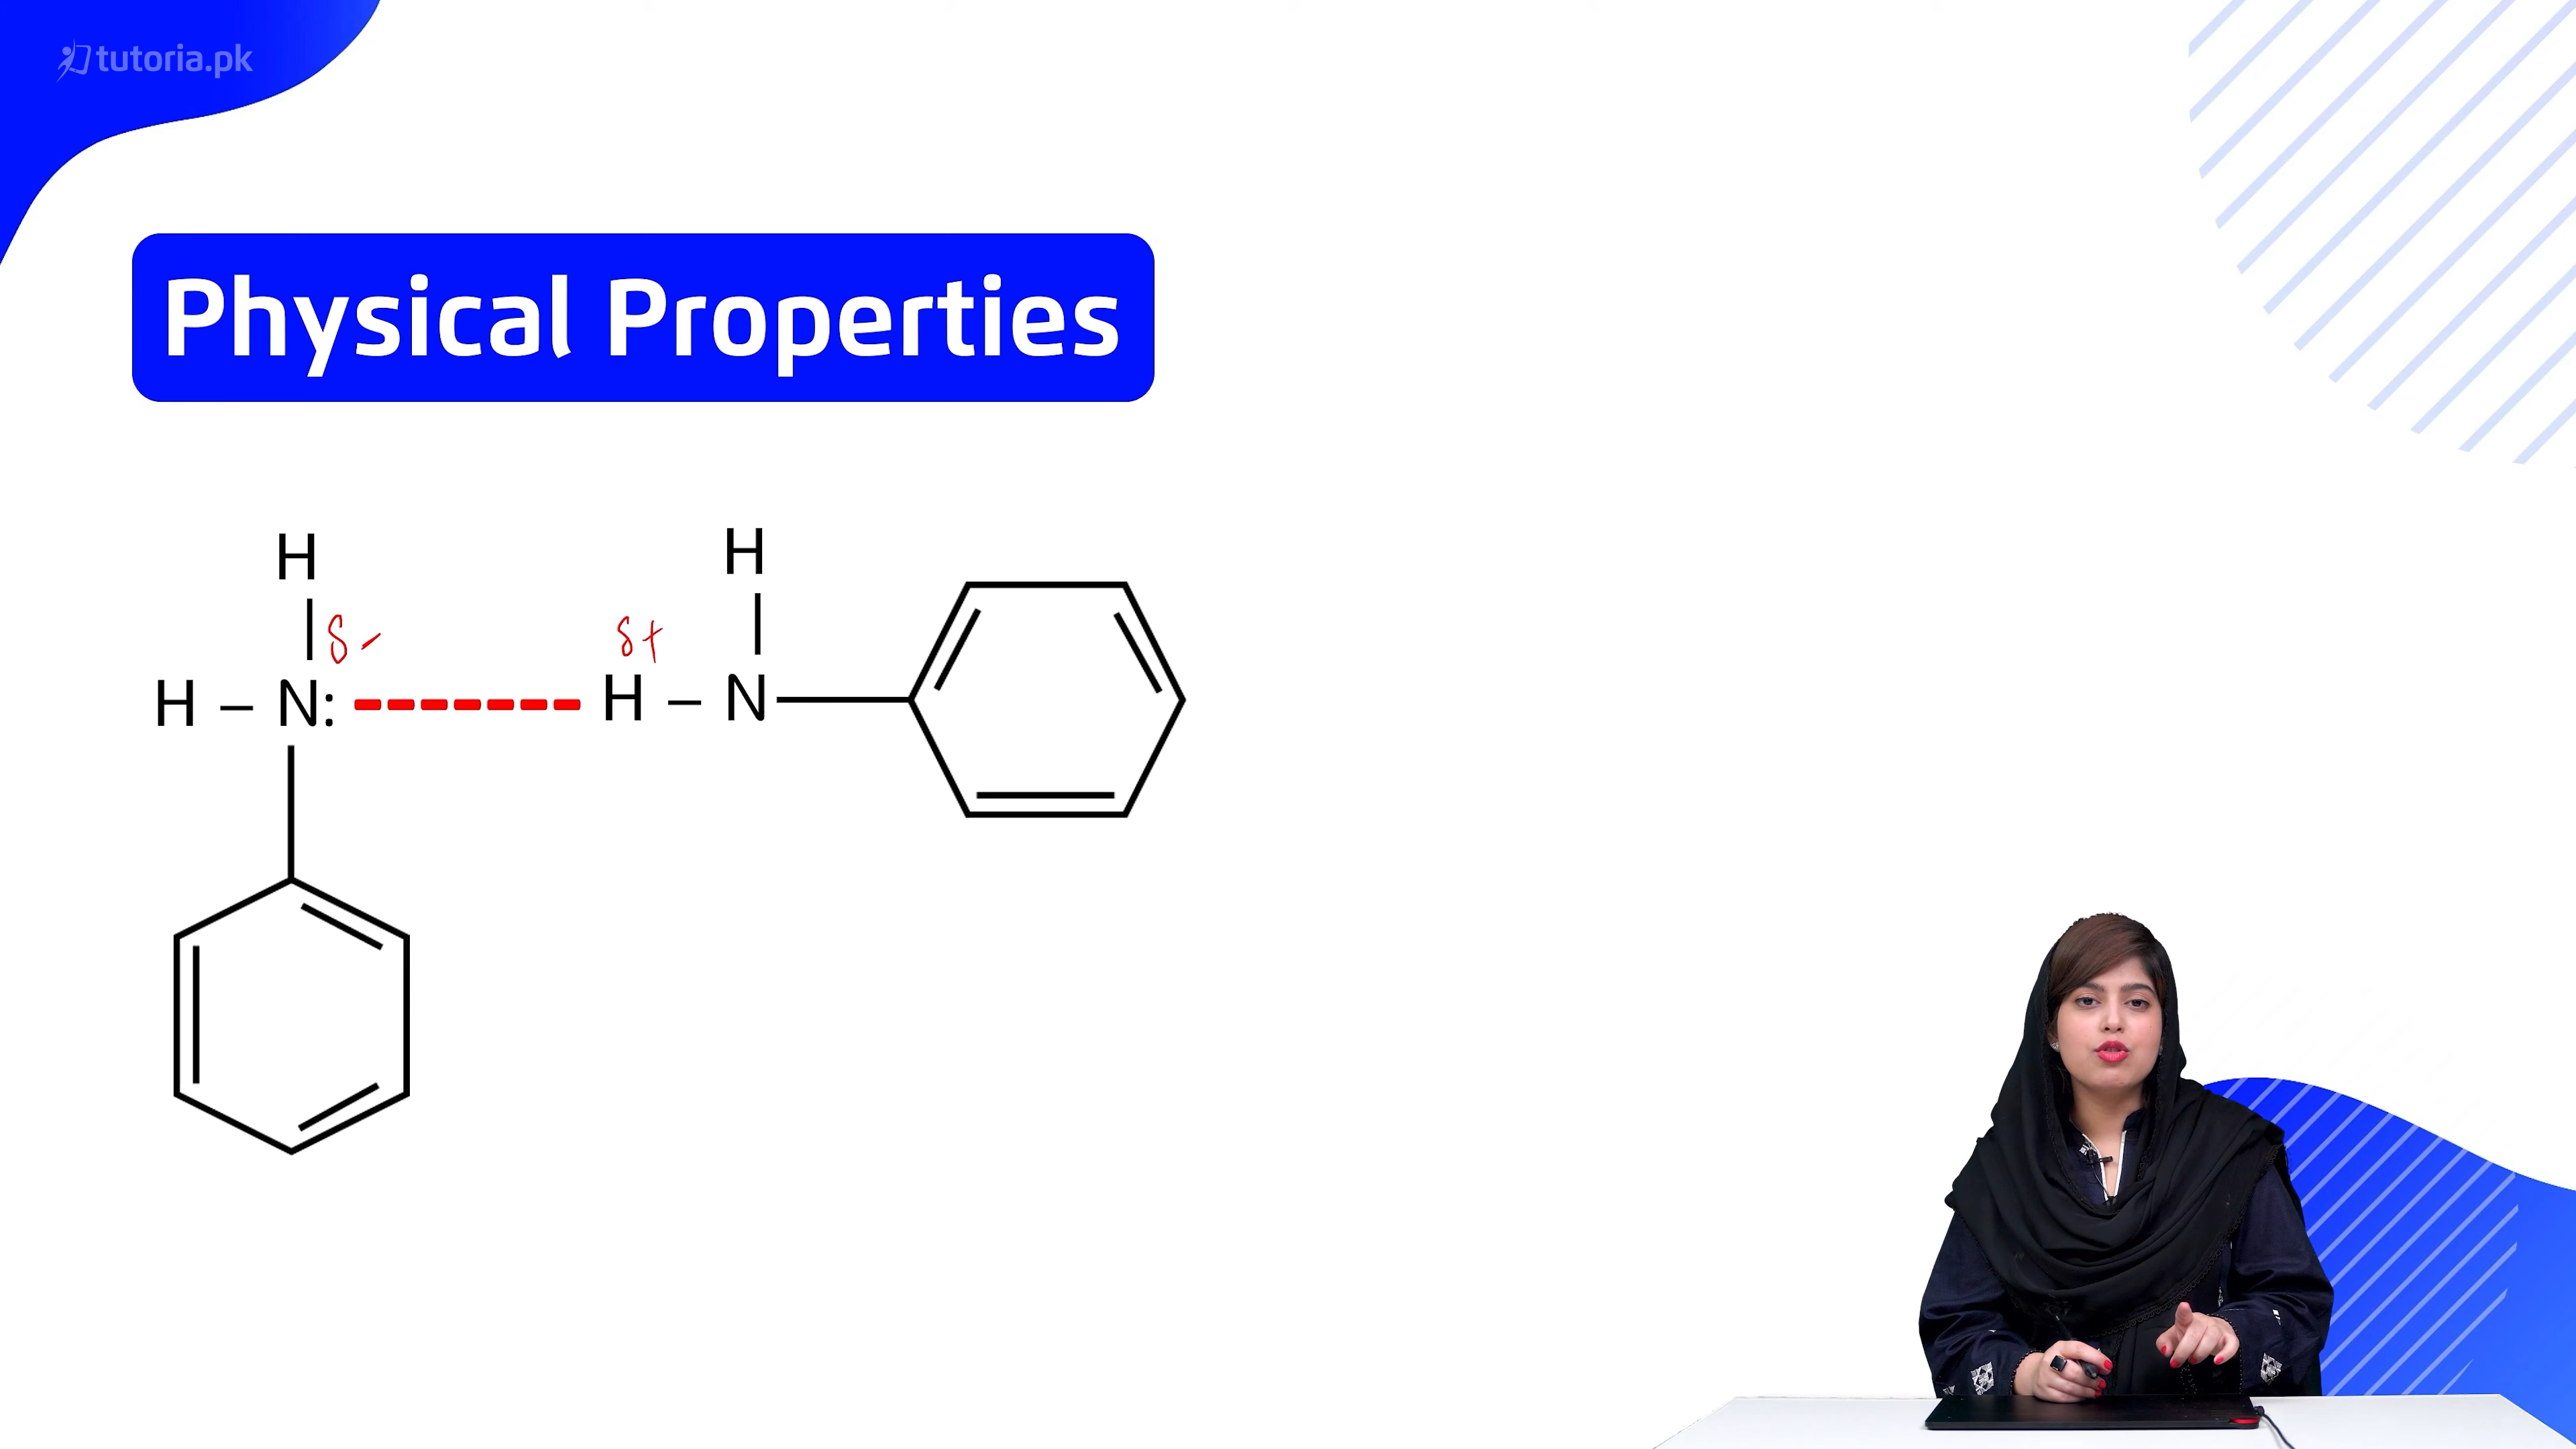 tutoria.pk
Physical Properties
H H
δ- δ+
H – N: H – N